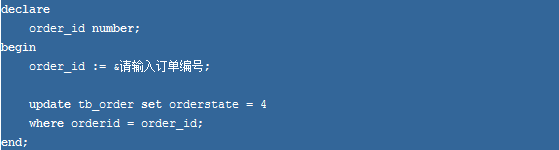 declare
order_id number;
begin
order_id := &请输入订单编号;
update tb_order set orderstate = 4
where orderid = order_id;
end;